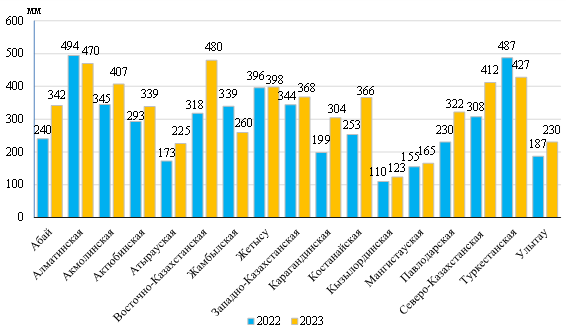 мм
600
500
400
300
200
100
0
240 342 494 470 345 407 293 339 173 225 318 480 339 260 396 398 344 368 199 304 253 366 110 123 155 165 230 322 308 412 487 427 187 230
Абай
Алматинская
Акмолинская
Актюбинская
Атырауская
Восточно-Казахстанская
Жамбылская
Жетысу
Западно-Казахстанская
Карагандинская
Костанайская
Кызылординская
Мангистауская
Павлодарская
Северо-Казахстанская
Туркестанская
Улытау
2022 2023